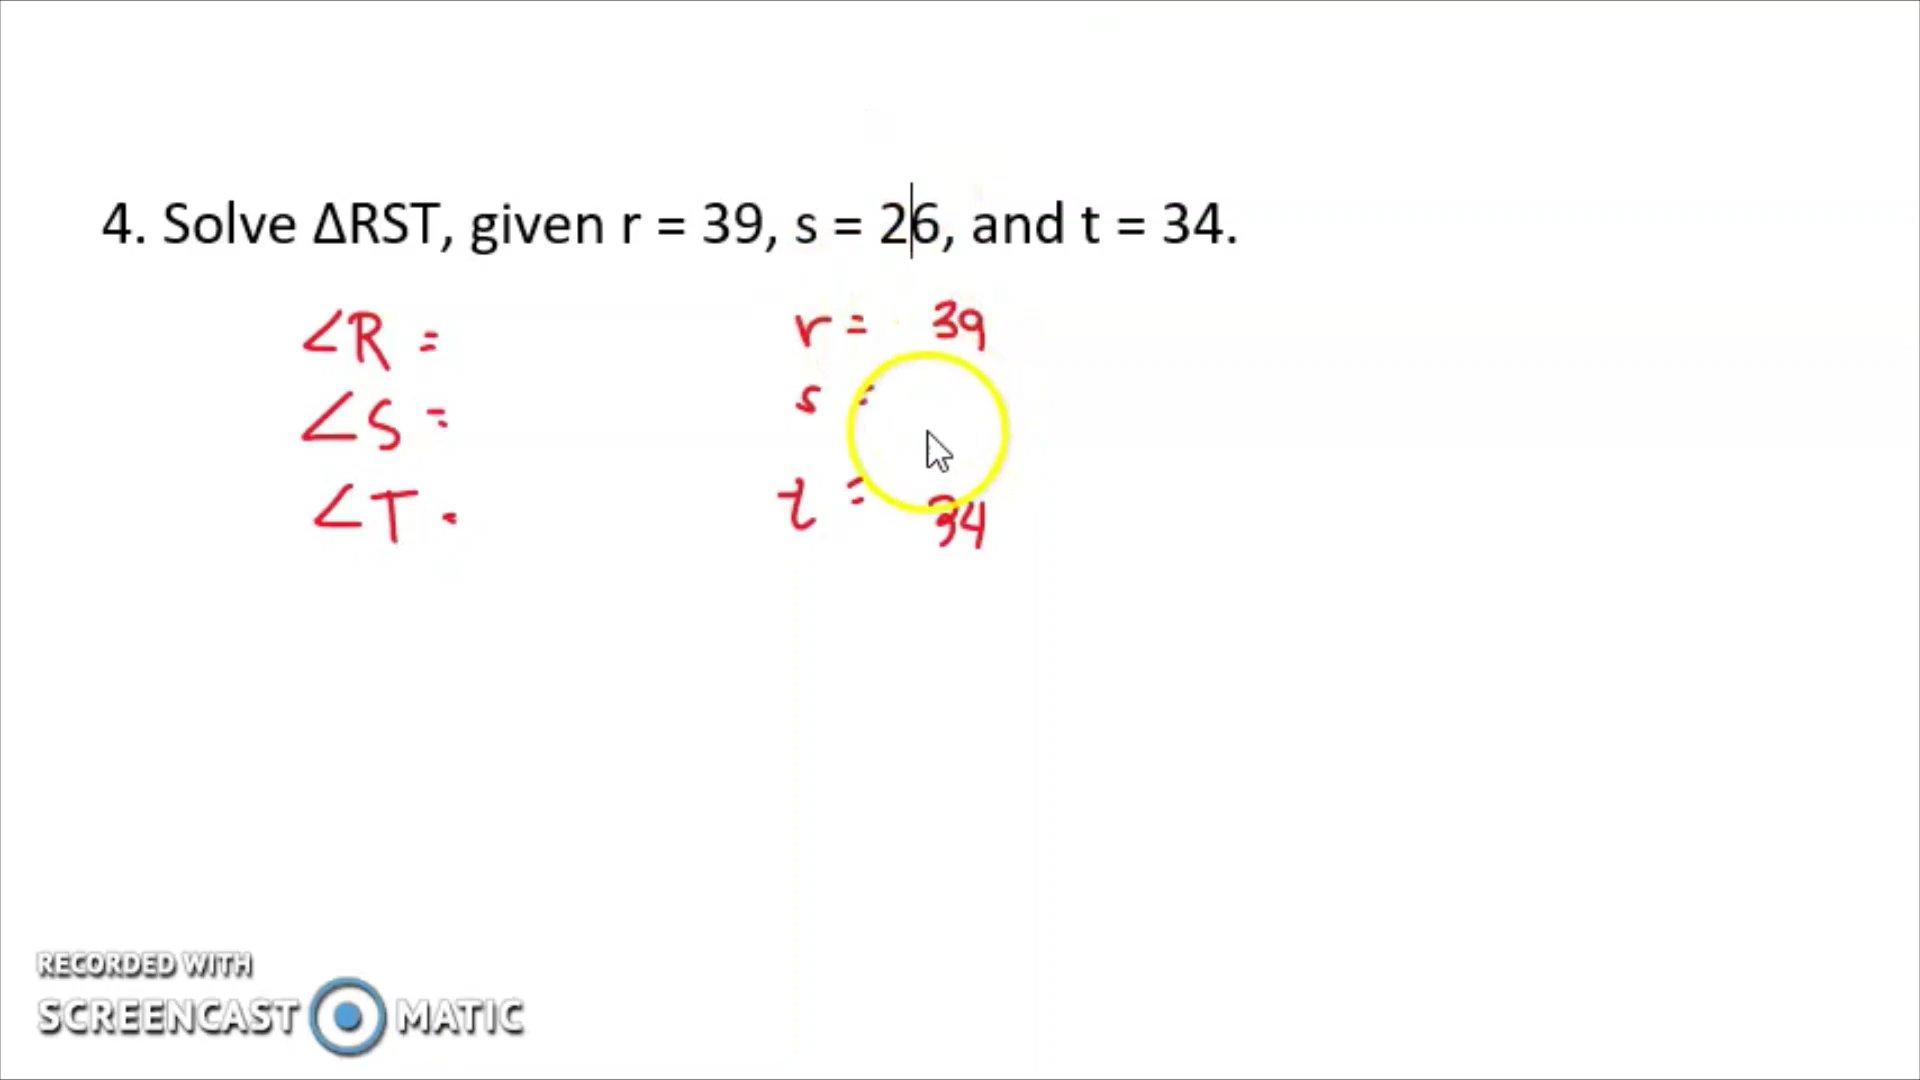 4. Solve ΔRST, given r = 39, s = 26, and t = 34.
∠R = r = 39
∠S = s =
∠T = t = 34
RECORDED WITH
SCREENCAST MATIC